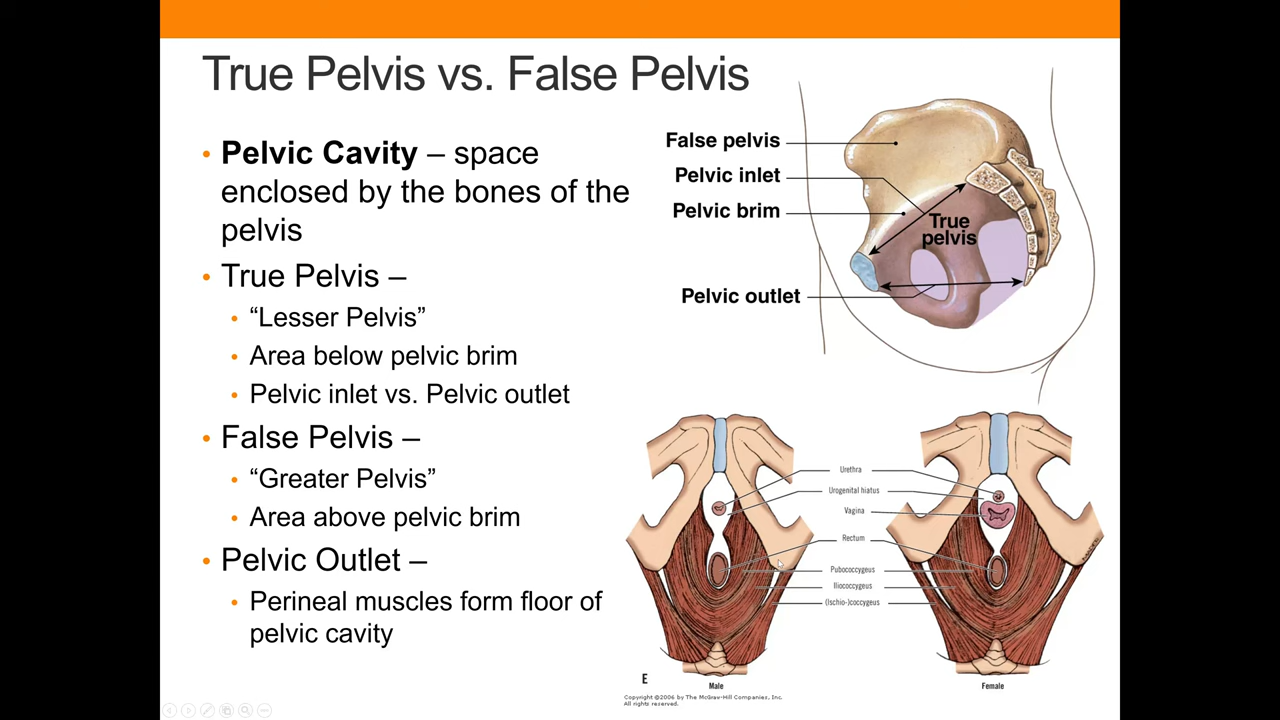 True Pelvis vs. False Pelvis
• Pelvic Cavity – space
enclosed by the bones of the
pelvis
• True Pelvis –
• “Lesser Pelvis”
• Area below pelvic brim
• Pelvic inlet vs. Pelvic outlet
• False Pelvis –
• “Greater Pelvis”
• Area above pelvic brim
• Pelvic Outlet –
• Perineal muscles form floor of
pelvic cavity
False pelvis
Pelvic inlet
Pelvic brim
True
pelvis
Pelvic outlet
Urethra
Urogenital hiatus
Vagina
Rectum
Pubococcygeus
Iliococcygeus
(Ischio-)coccygeus
E
Male
Female
Copyright ©2006 by The McGraw-Hill Companies, Inc.
All rights reserved.